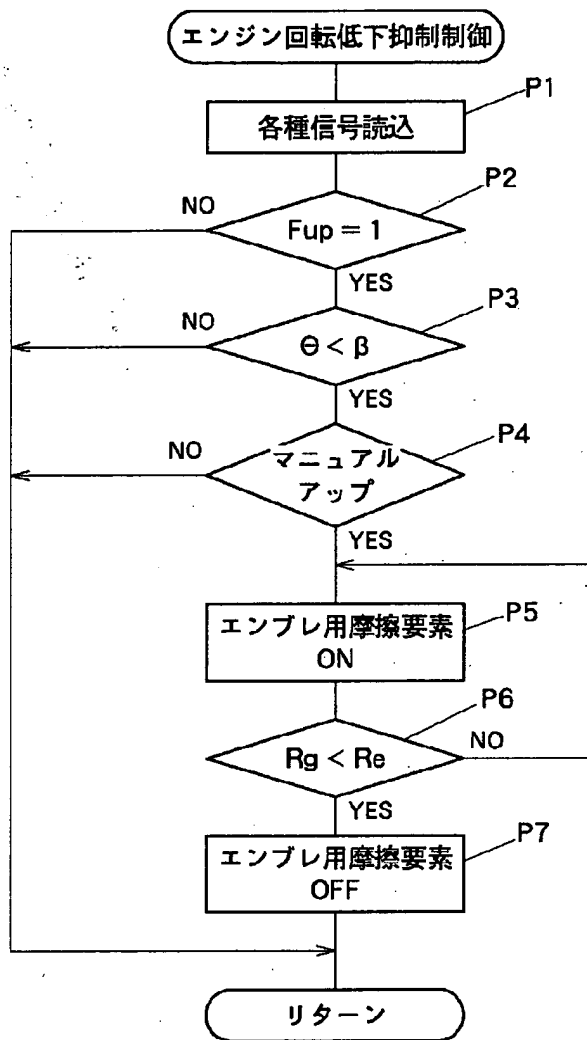 エンジン回転低下抑制制御
P1
各種信号読込
P2
NO
Fup = 1
YES
P3
NO
Θ < β
YES
P4
NO
マニュアル
アップ
YES
エンブレ用摩擦要素
ON
P5
P6
Rg < Re
NO
YES
P7
エンブレ用摩擦要素
OFF
リターン